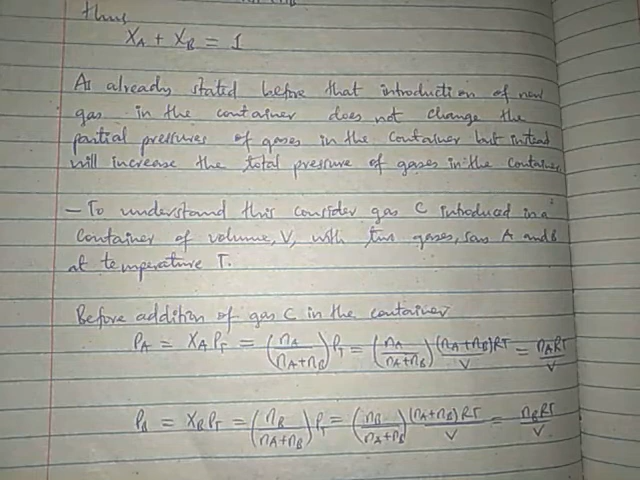 thus
X_A + X_B = 1
As already stated before that introduction of new
gas in the container does not change the
partial pressures of gases in the container but instead
will increase the total pressure of gases in the container
– To understand this consider gas C introduced in a
container of volume, V, with two gases, say A and B
at temperature T.
Before addition of gas C in the container
P_A = X_A P_T = (n_A/(n_A+n_B)) P_T = (n_A/(n_A+n_B)) (n_A+n_B)RT/V = n_A RT/V
P_B = X_B P_T = (n_B/(n_A+n_B)) P_T = (n_B/(n_A+n_B)) (n_A+n_B)RT/V = n_B RT/V